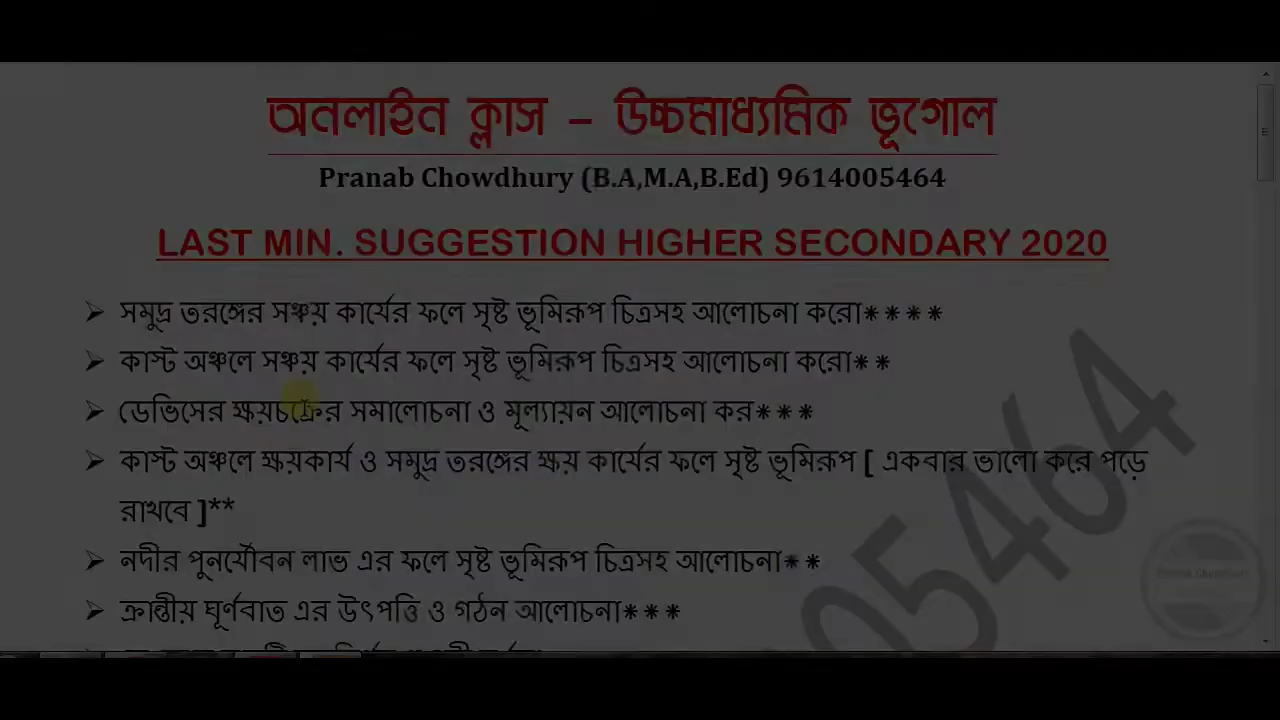 অনলাইন ক্লাস – উচ্চমাধ্যমিক ভূগোল
Pranab Chowdhury (B.A,M.A,B.Ed) 9614005464
LAST MIN. SUGGESTION HIGHER SECONDARY 2020
➢ সমুদ্র তরঙ্গের সঞ্চয় কার্যের ফলে সৃষ্ট ভূমিরূপ চিত্রসহ আলোচনা করো****
➢ কাস্ট অঞ্চলে সঞ্চয় কার্যের ফলে সৃষ্ট ভূমিরূপ চিত্রসহ আলোচনা করো**
➢ ডেভিসের ক্ষয়চক্রের সমালোচনা ও মূল্যায়ন আলোচনা কর***
➢ কাস্ট অঞ্চলে ক্ষয়কার্য ও সমুদ্র তরঙ্গের ক্ষয় কার্যের ফলে সৃষ্ট ভূমিরূপ [ একবার ভালো করে পড়ে
রাখবে ]**
➢ নদীর পুনর্যৌবন লাভ এর ফলে সৃষ্ট ভূমিরূপ চিত্রসহ আলোচনা**
➢ ক্রান্তীয় ঘূর্ণবাত এর উৎপত্তি ও গঠন আলোচনা***
05464
Pranab Chowdhury